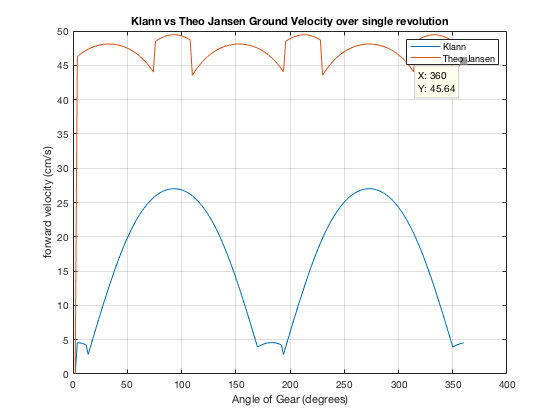 Klann vs Theo Jansen Ground Velocity over single revolution
50
45
40
35
30
25
20
15
10
5
0
forward velocity (cm/s)
Klann
Theo Jansen
X: 360
Y: 45.64
0
50
100
150
200
250
300
350
400
Angle of Gear (degrees)